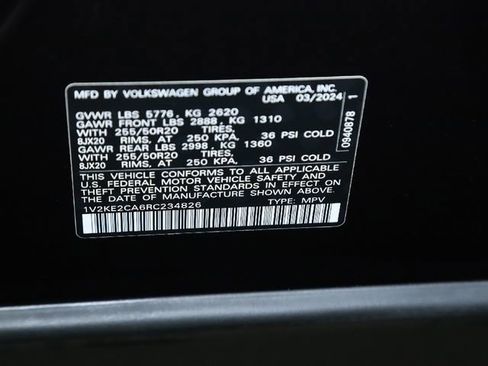 MFD BY VOLKSWAGEN GROUP OF AMERICA, INC.
USA 03/2024
GVWR LBS 5776, KG 2620
GAWR FRONT LBS 2888, KG 1310
WITH 255/50R20 TIRES,
8JX20 RIMS, AT 250 KPA, 36 PSI COLD
GAWR REAR LBS 2998, KG 1360
WITH 255/50R20 TIRES,
8JX20 RIMS, AT 250 KPA, 36 PSI COLD
THIS VEHICLE CONFORMS TO ALL APPLICABLE
U.S. FEDERAL MOTOR VEHICLE SAFETY AND
THEFT PREVENTION STANDARDS IN EFFECT ON THE
DATE OF MANUFACTURE SHOWN ABOVE.
1V2KE2CA6RC234826 TYPE: MPV
0940878 1